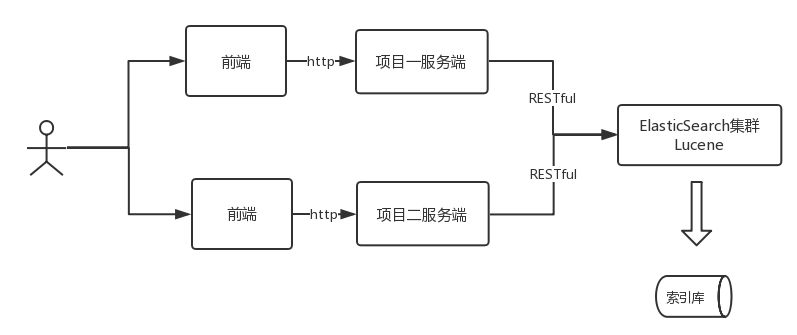 前端
http
项目一服务端
RESTful
ElasticSearch集群
Lucene
前端
http
项目二服务端
RESTful
索引库